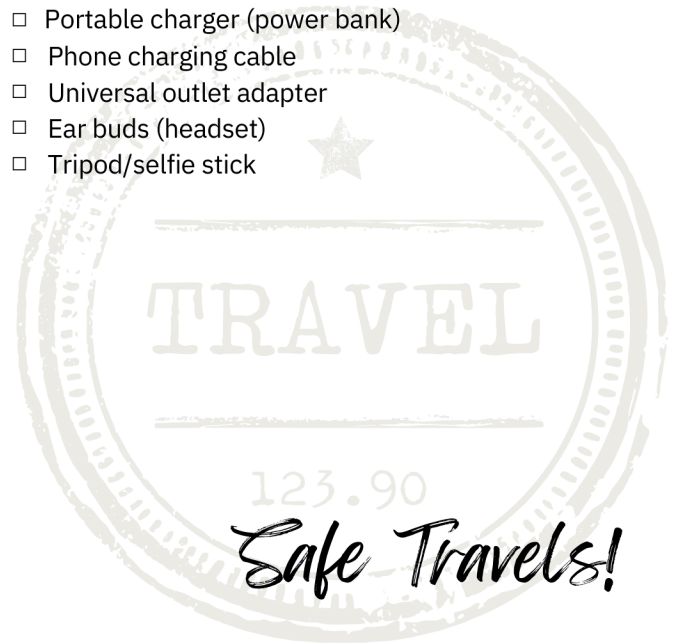 ☐ Portable charger (power bank)
☐ Phone charging cable
☐ Universal outlet adapter
☐ Ear buds (headset)
☐ Tripod/selfie stick
TRAVEL
123.90
Safe Travels!